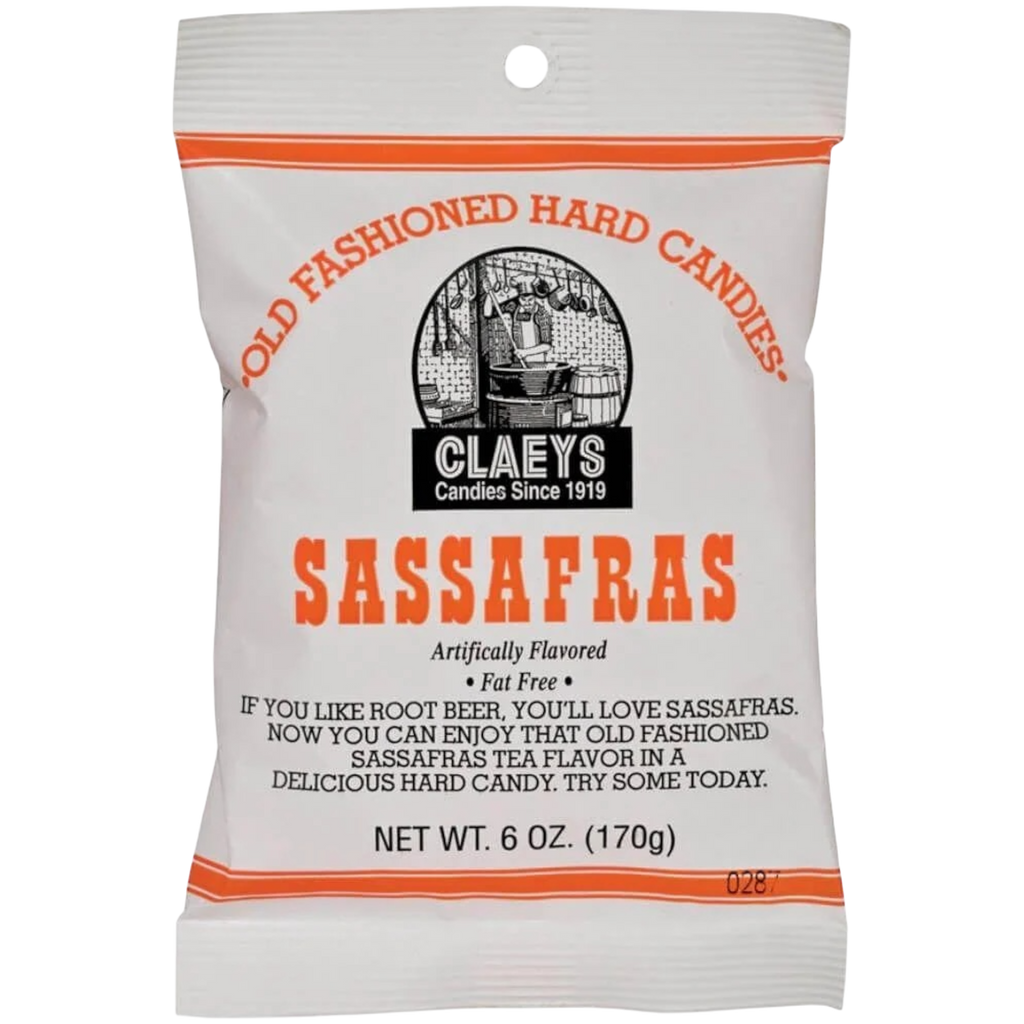 •OLD FASHIONED HARD CANDIES•
CLAEYS
Candies Since 1919
SASSAFRAS
Artifically Flavored
• Fat Free •
IF YOU LIKE ROOT BEER, YOU'LL LOVE SASSAFRAS.
NOW YOU CAN ENJOY THAT OLD FASHIONED
SASSAFRAS TEA FLAVOR IN A
DELICIOUS HARD CANDY. TRY SOME TODAY.
NET WT. 6 OZ. (170g)
0287